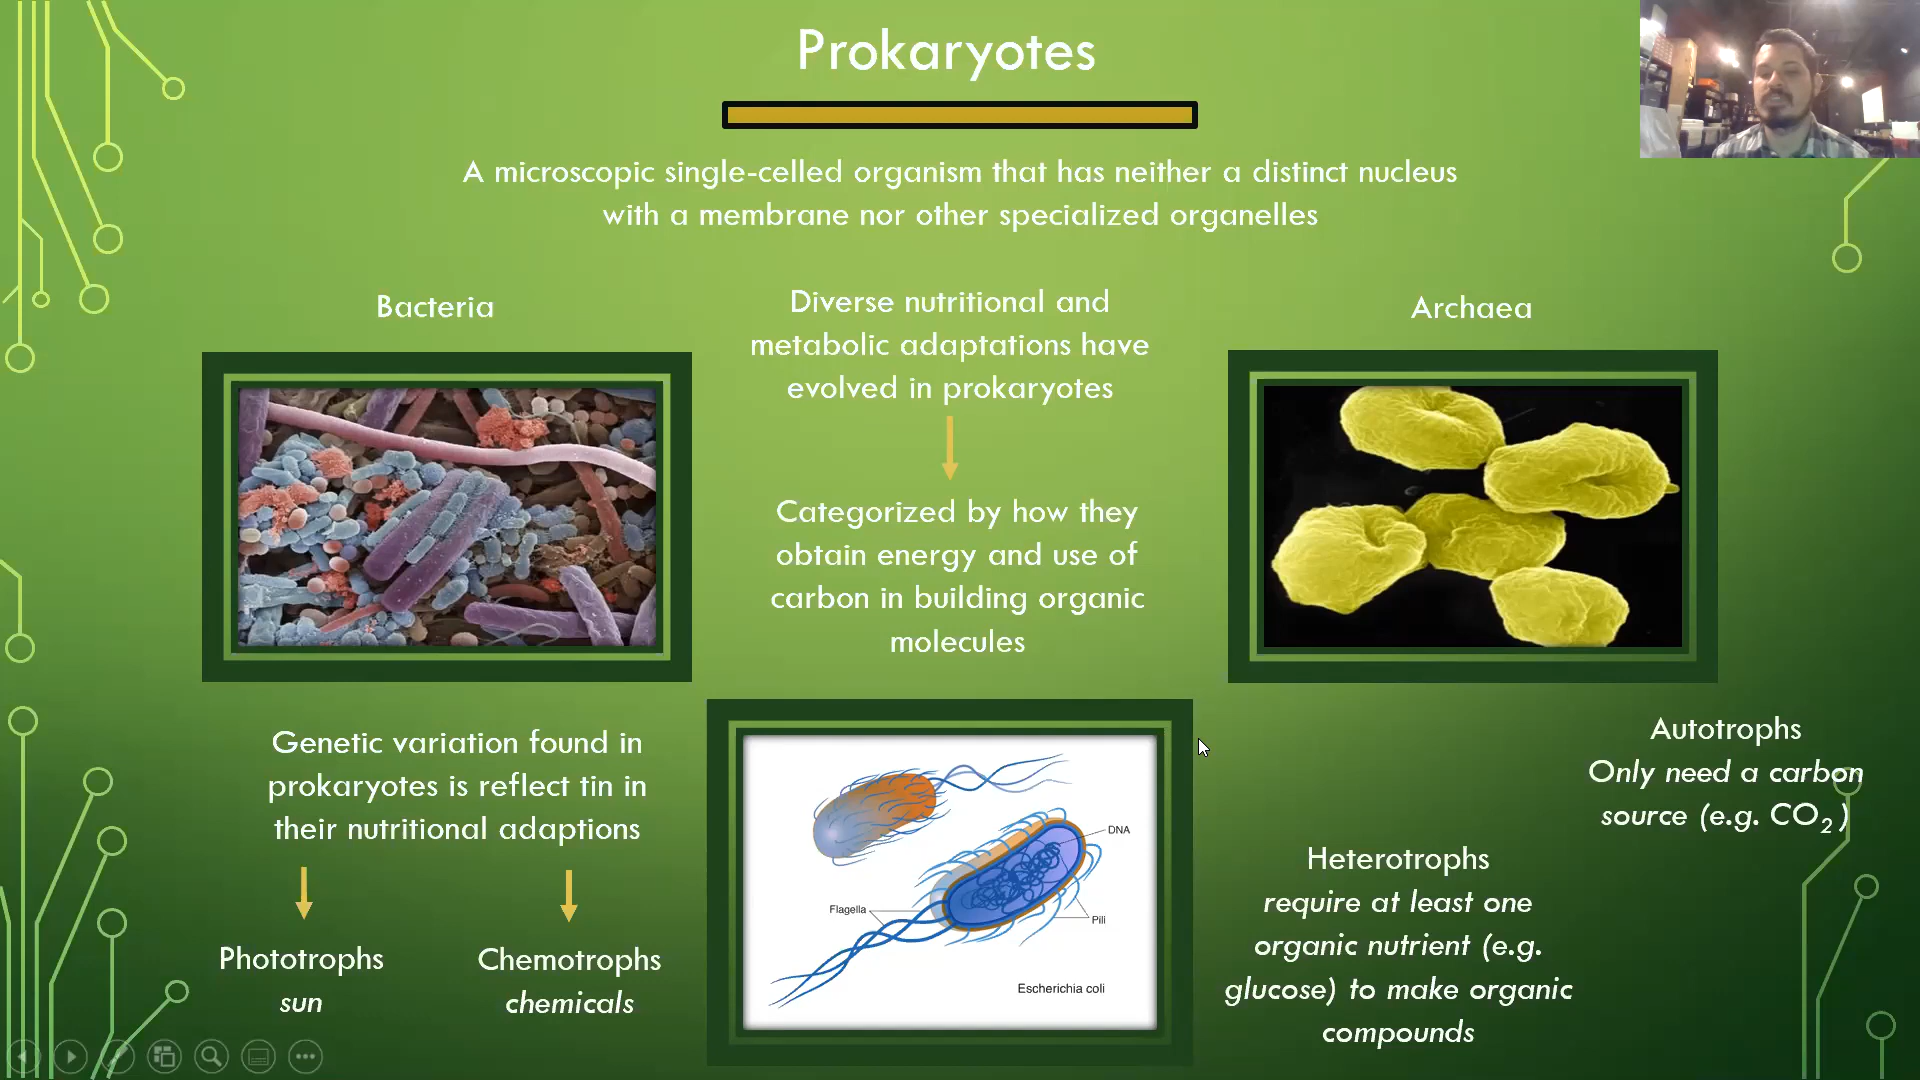 Prokaryotes
A microscopic single-celled organism that has neither a distinct nucleus
with a membrane nor other specialized organelles
Bacteria
Diverse nutritional and
metabolic adaptations have
evolved in prokaryotes
Archaea
Categorized by how they
obtain energy and use of
carbon in building organic
molecules
Genetic variation found in
prokaryotes is reflect tin in
their nutritional adaptions
Phototrophs
sun
Chemotrophs
chemicals
DNA
Flagella
Pili
Escherichia coli
Autotrophs
Only need a carbon
source (e.g. CO₂)
Heterotrophs
require at least one
organic nutrient (e.g.
glucose) to make organic
compounds